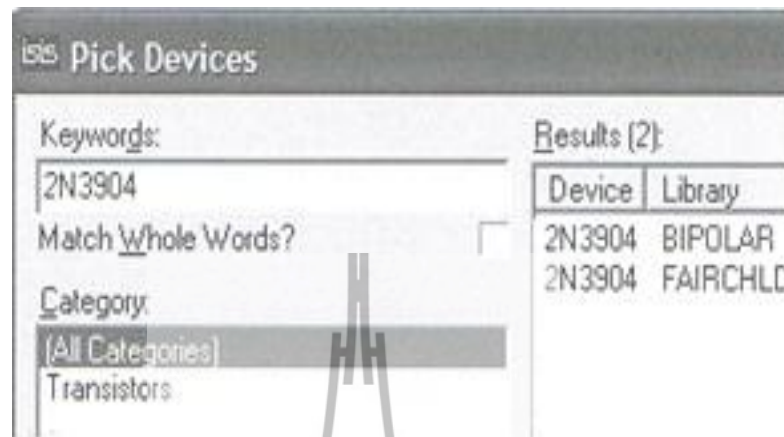 ISIS Pick Devices
Keywords:
2N3904
Match Whole Words?
Category:
(All Categories)
Transistors
Results (2):
Device Library
2N3904 BIPOLAR
2N3904 FAIRCHLD